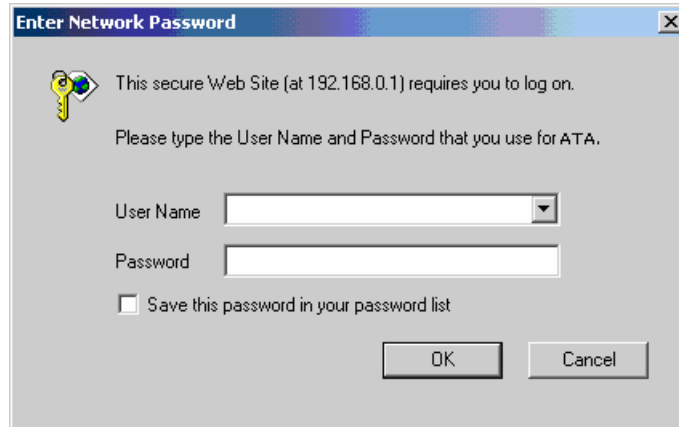 Enter Network Password
This secure Web Site (at 192.168.0.1) requires you to log on.
Please type the User Name and Password that you use for ATA.
User Name
Password
Save this password in your password list
OK Cancel